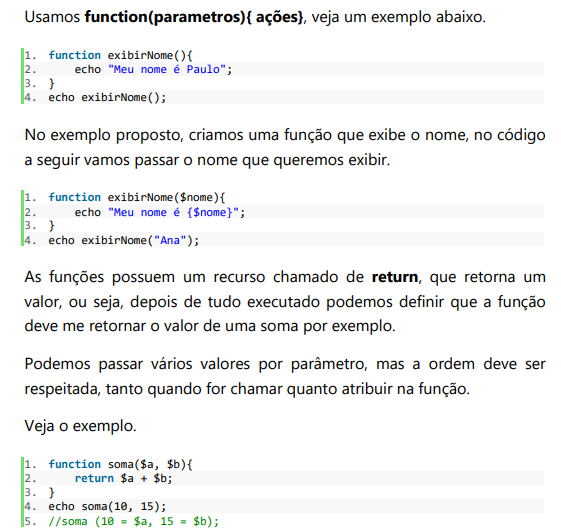 Usamos function(parametros){ ações}, veja um exemplo abaixo.
1. function exibirNome(){
2.     echo "Meu nome é Paulo";
3. }
4. echo exibirNome();
No exemplo proposto, criamos uma função que exibe o nome, no código
a seguir vamos passar o nome que queremos exibir.
1. function exibirNome($nome){
2.     echo "Meu nome é {$nome}";
3. }
4. echo exibirNome("Ana");
As funções possuem um recurso chamado de return, que retorna um
valor, ou seja, depois de tudo executado podemos definir que a função
deve me retornar o valor de uma soma por exemplo.
Podemos passar vários valores por parâmetro, mas a ordem deve ser
respeitada, tanto quando for chamar quanto atribuir na função.
Veja o exemplo.
1. function soma($a, $b){
2.     return $a + $b;
3. }
4. echo soma(10, 15);
5. //soma (10 = $a, 15 = $b);